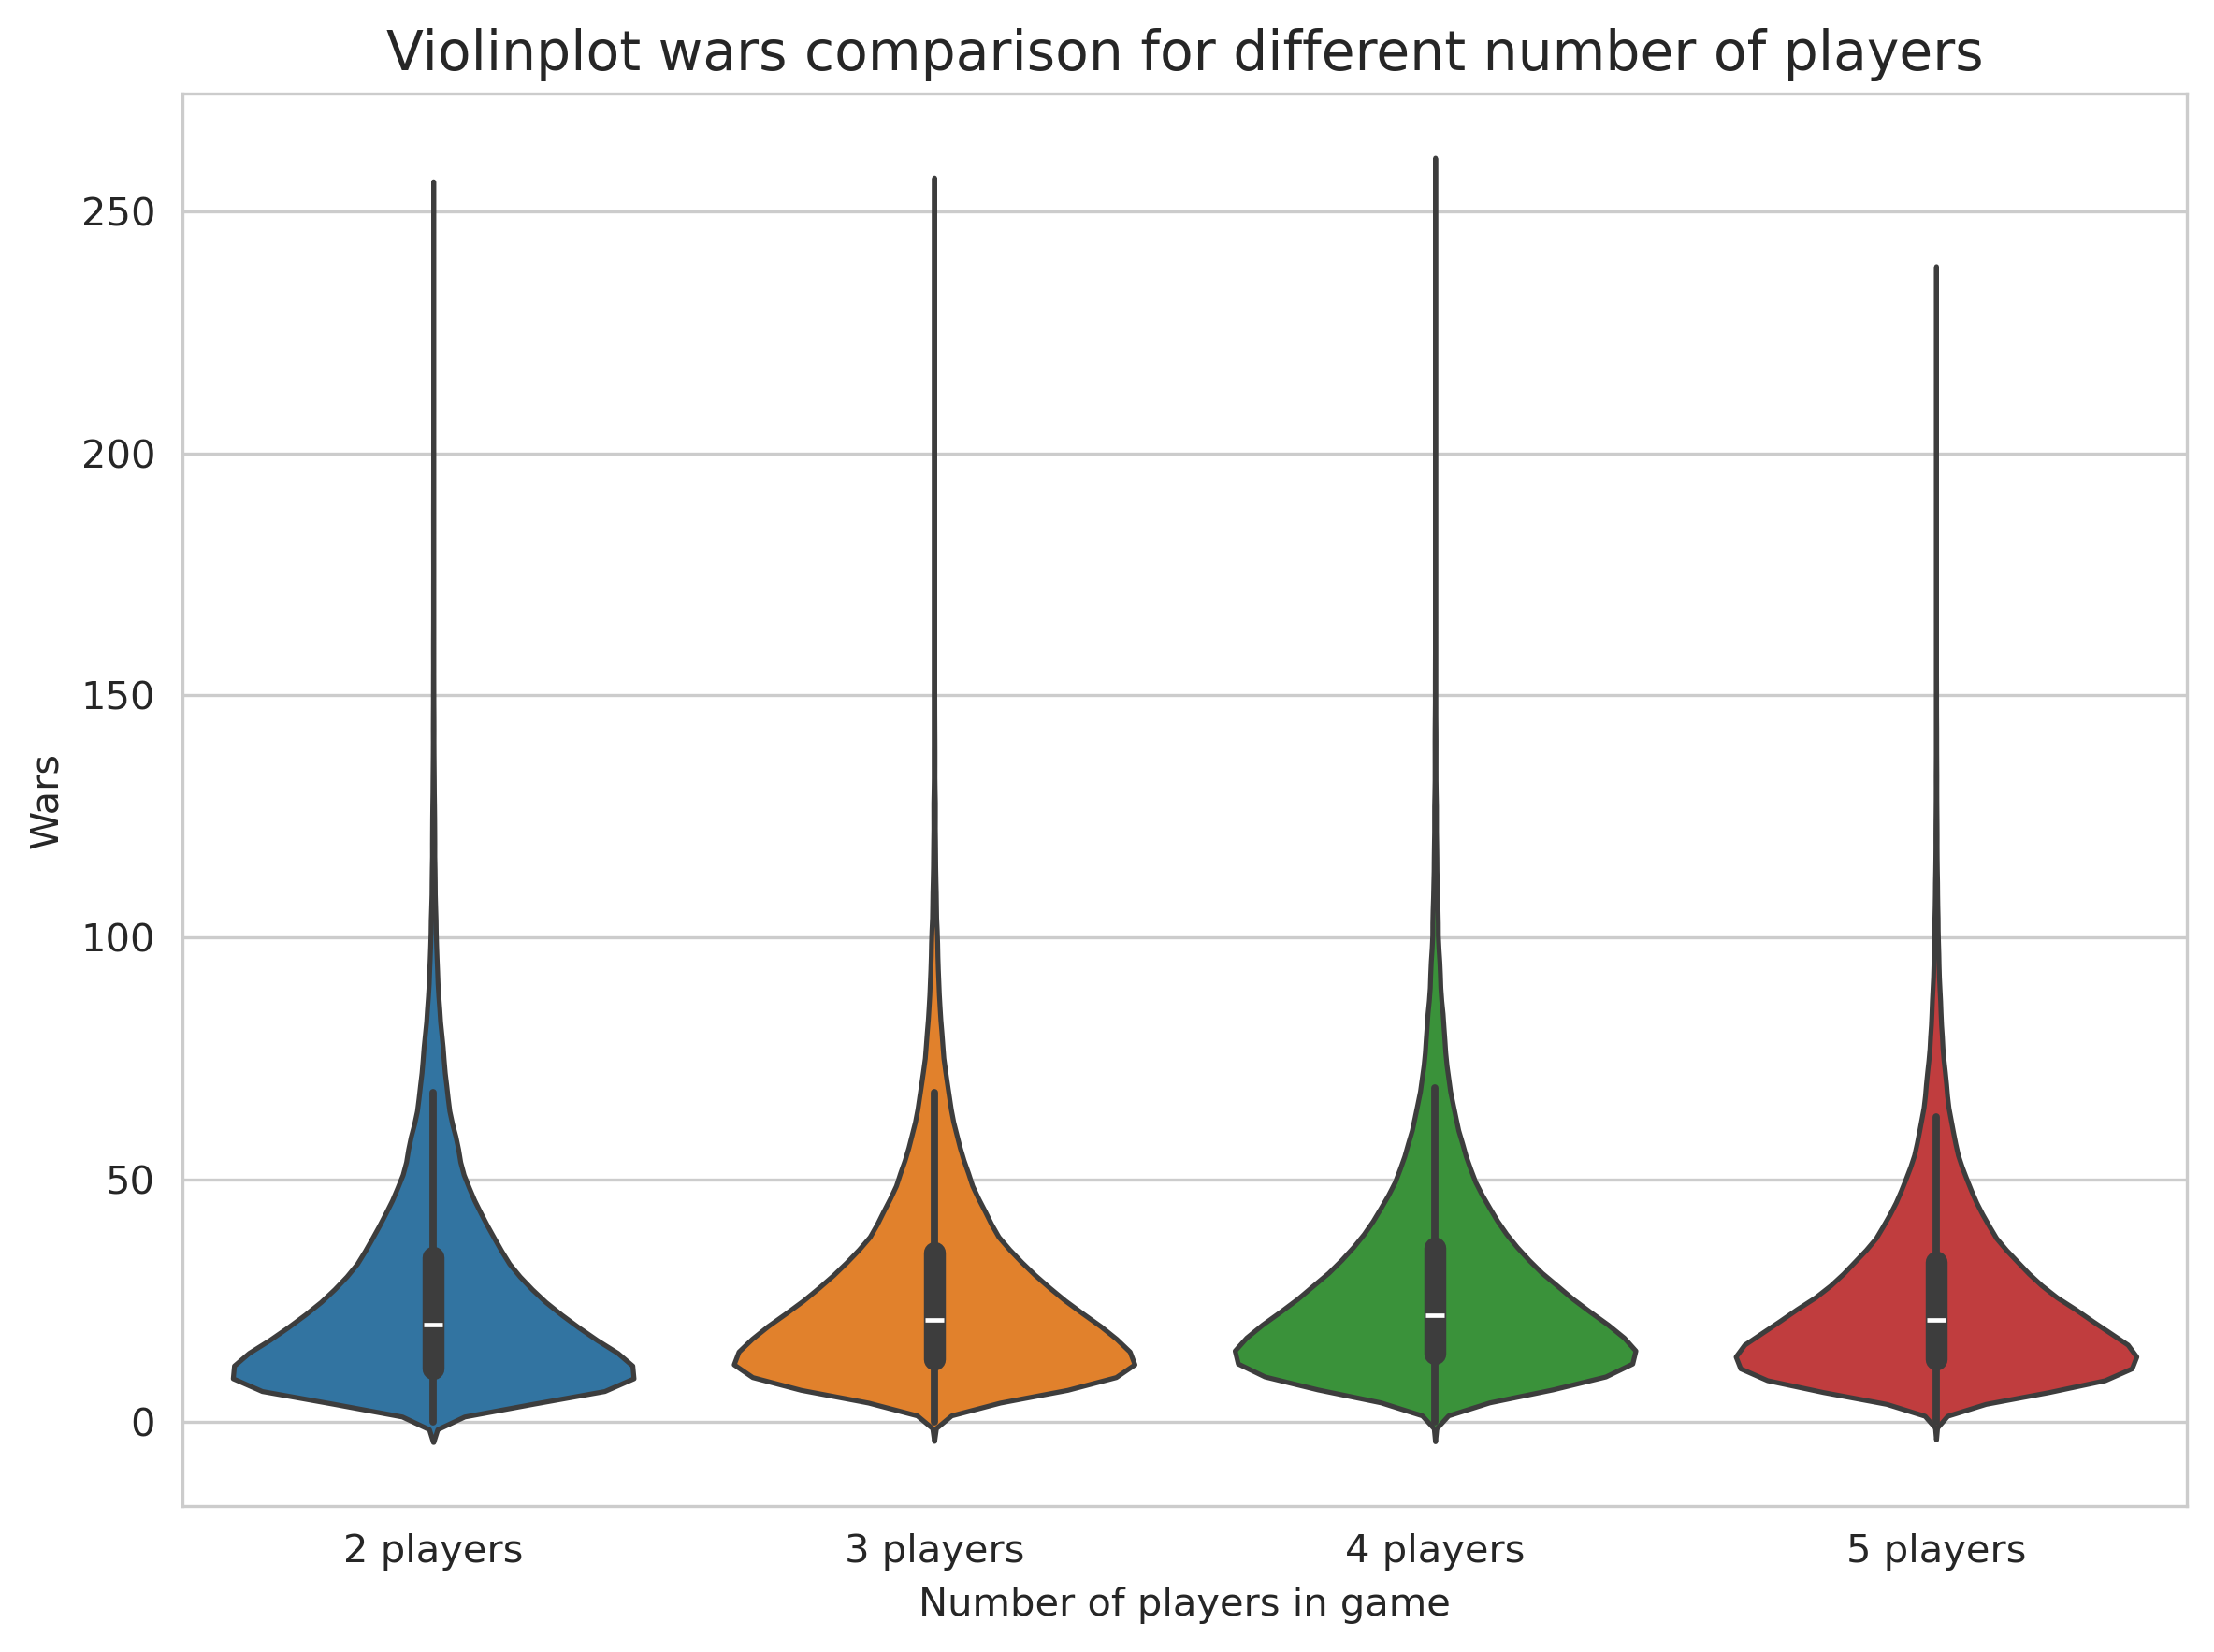 Violinplot wars comparison for different number of players
250
200
150
100
50
0
Wars
2 players
3 players
4 players
5 players
Number of players in game